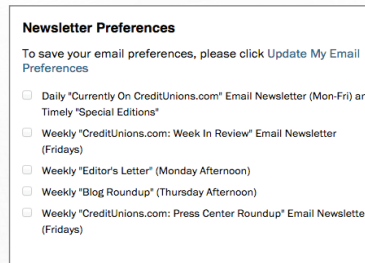 Newsletter Preferences
To save your email preferences, please click Update My Email
Preferences
Daily "Currently On CreditUnions.com" Email Newsletter (Mon-Fri)
Timely "Special Editions"
Weekly "CreditUnions.com: Week In Review" Email Newsletter
(Fridays)
Weekly "Editor's Letter" (Monday Afternoon)
Weekly "Blog Roundup" (Thursday Afternoon)
Weekly "CreditUnions.com: Press Center Roundup" Email
(Fridays)